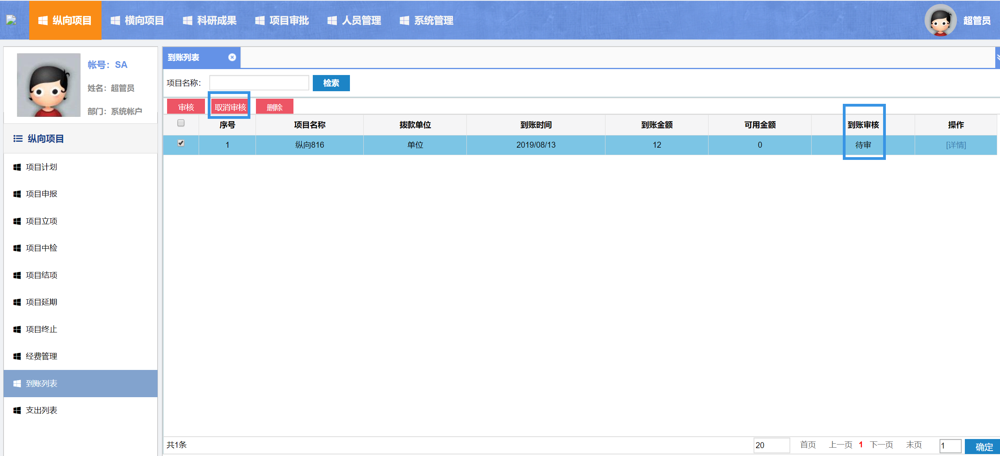 纵向项目 横向项目 科研成果 项目审批 人员管理 系统管理 超管员
帐号：SA
姓名：超管员
部门：系统帐户
纵向项目
项目计划
项目申报
项目立项
项目中检
项目结项
项目延期
项目终止
经费管理
到账列表
支出列表
到账列表
项目名称： 检索
审核 取消审核 删除
序号 项目名称 拨款单位 到账时间 到账金额 可用金额 到账审核 操作
1 纵向816 单位 2019/08/13 12 0 待审 [详情]
共1条 20 首页 上一页 1 下一页 末页 1 确定